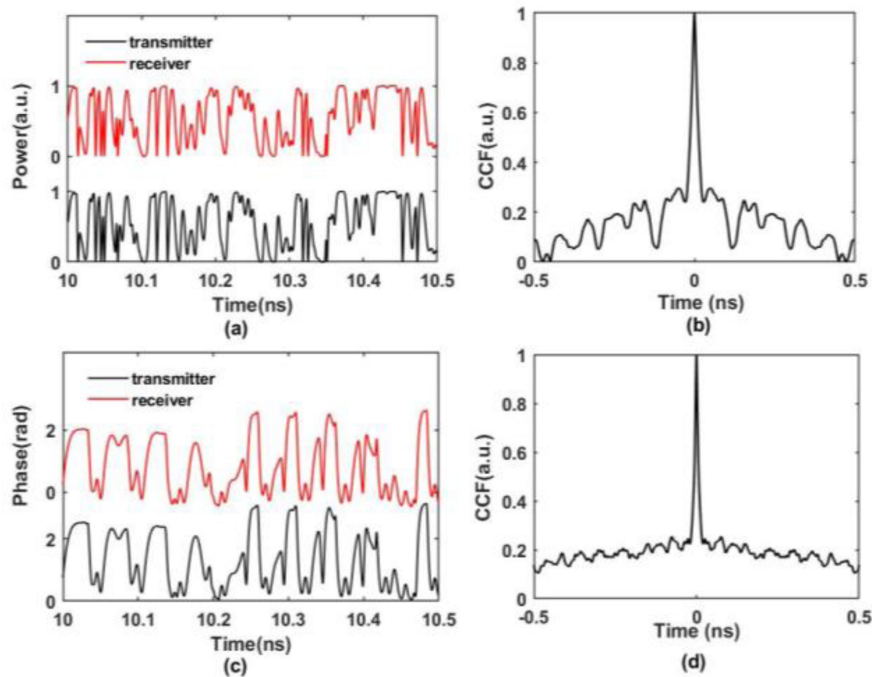 transmitter
receiver
Power(a.u.)
1
0
1
0
10 10.1 10.2 10.3 10.4 10.5
Time(ns)
(a)
CCF(a.u.)
1
0.8
0.6
0.4
0.2
0
-0.5 0 0.5
Time (ns)
(b)
transmitter
receiver
Phase(rad)
2
0
2
0
10 10.1 10.2 10.3 10.4 10.5
Time(ns)
(c)
CCF(a.u.)
1
0.8
0.6
0.4
0.2
0
-0.5 0 0.5
Time (ns)
(d)